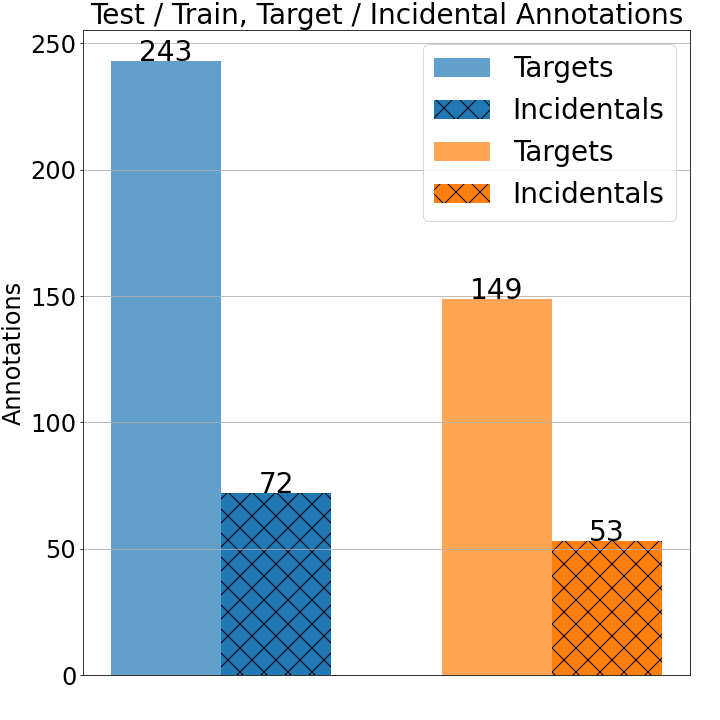 Test / Train, Target / Incidental Annotations
250
200
150
100
50
0
Annotations
243
72
149
53
Targets
Incidentals
Targets
Incidentals